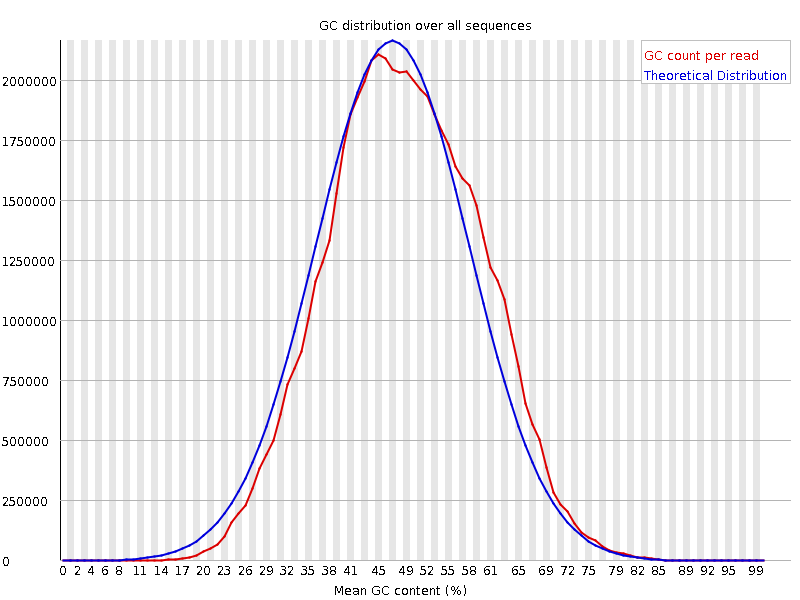 GC distribution over all sequences
GC count per read
Theoretical Distribution
2000000
1750000
1500000
1250000
1000000
750000
500000
250000
0
0 2 4 6 8 11 14 17 20 23 26 29 32 35 38 41 45 49 52 55 58 61 65 69 72 75 79 82 85 89 92 95 99
Mean GC content (%)